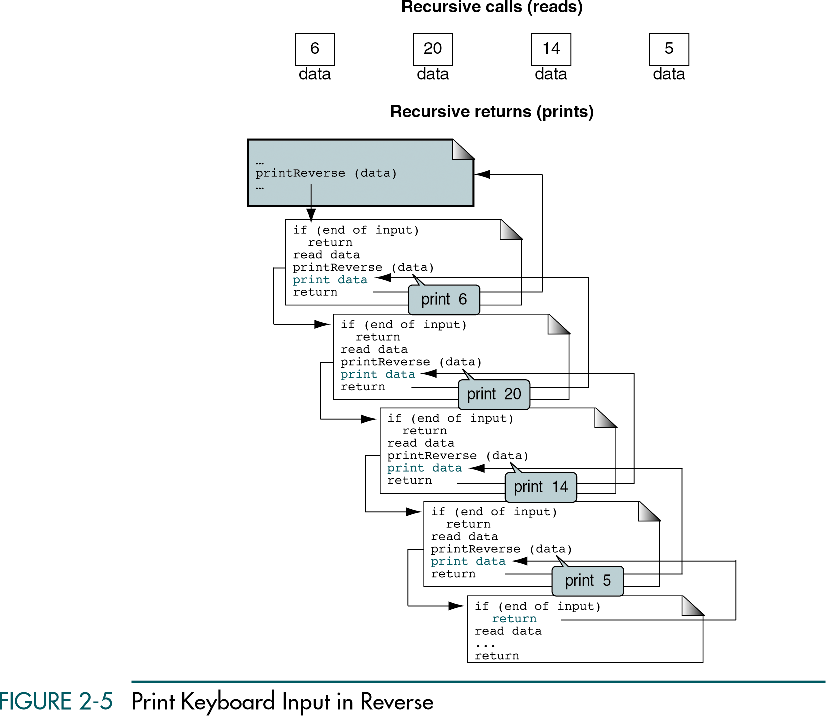 Recursive calls (reads)
6 20 14 5
data data data data
Recursive returns (prints)
…
printReverse (data)
…
if (end of input)
return
read data
printReverse (data)
print data
return
print 6
if (end of input)
return
read data
printReverse (data)
print data
return
print 20
if (end of input)
return
read data
printReverse (data)
print data
return
print 14
if (end of input)
return
read data
printReverse (data)
print data
return
print 5
if (end of input)
return
read data
...
return
FIGURE 2-5 Print Keyboard Input in Reverse